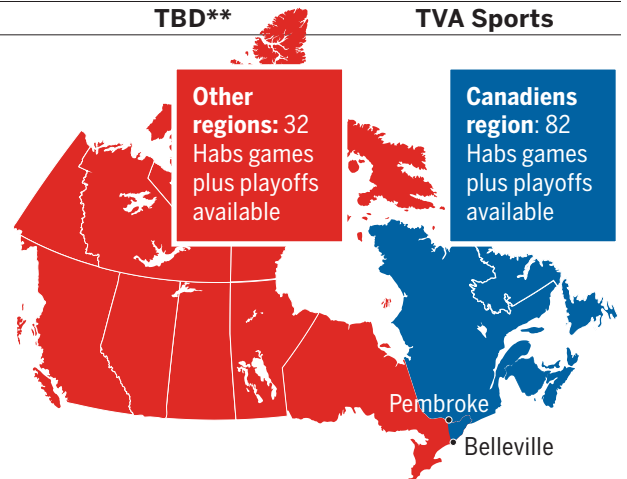 TBD** TVA Sports
Other
regions: 32
Habs games
plus playoffs
available
Canadiens
region: 82
Habs games
plus playoffs
available
Pembroke
Belleville